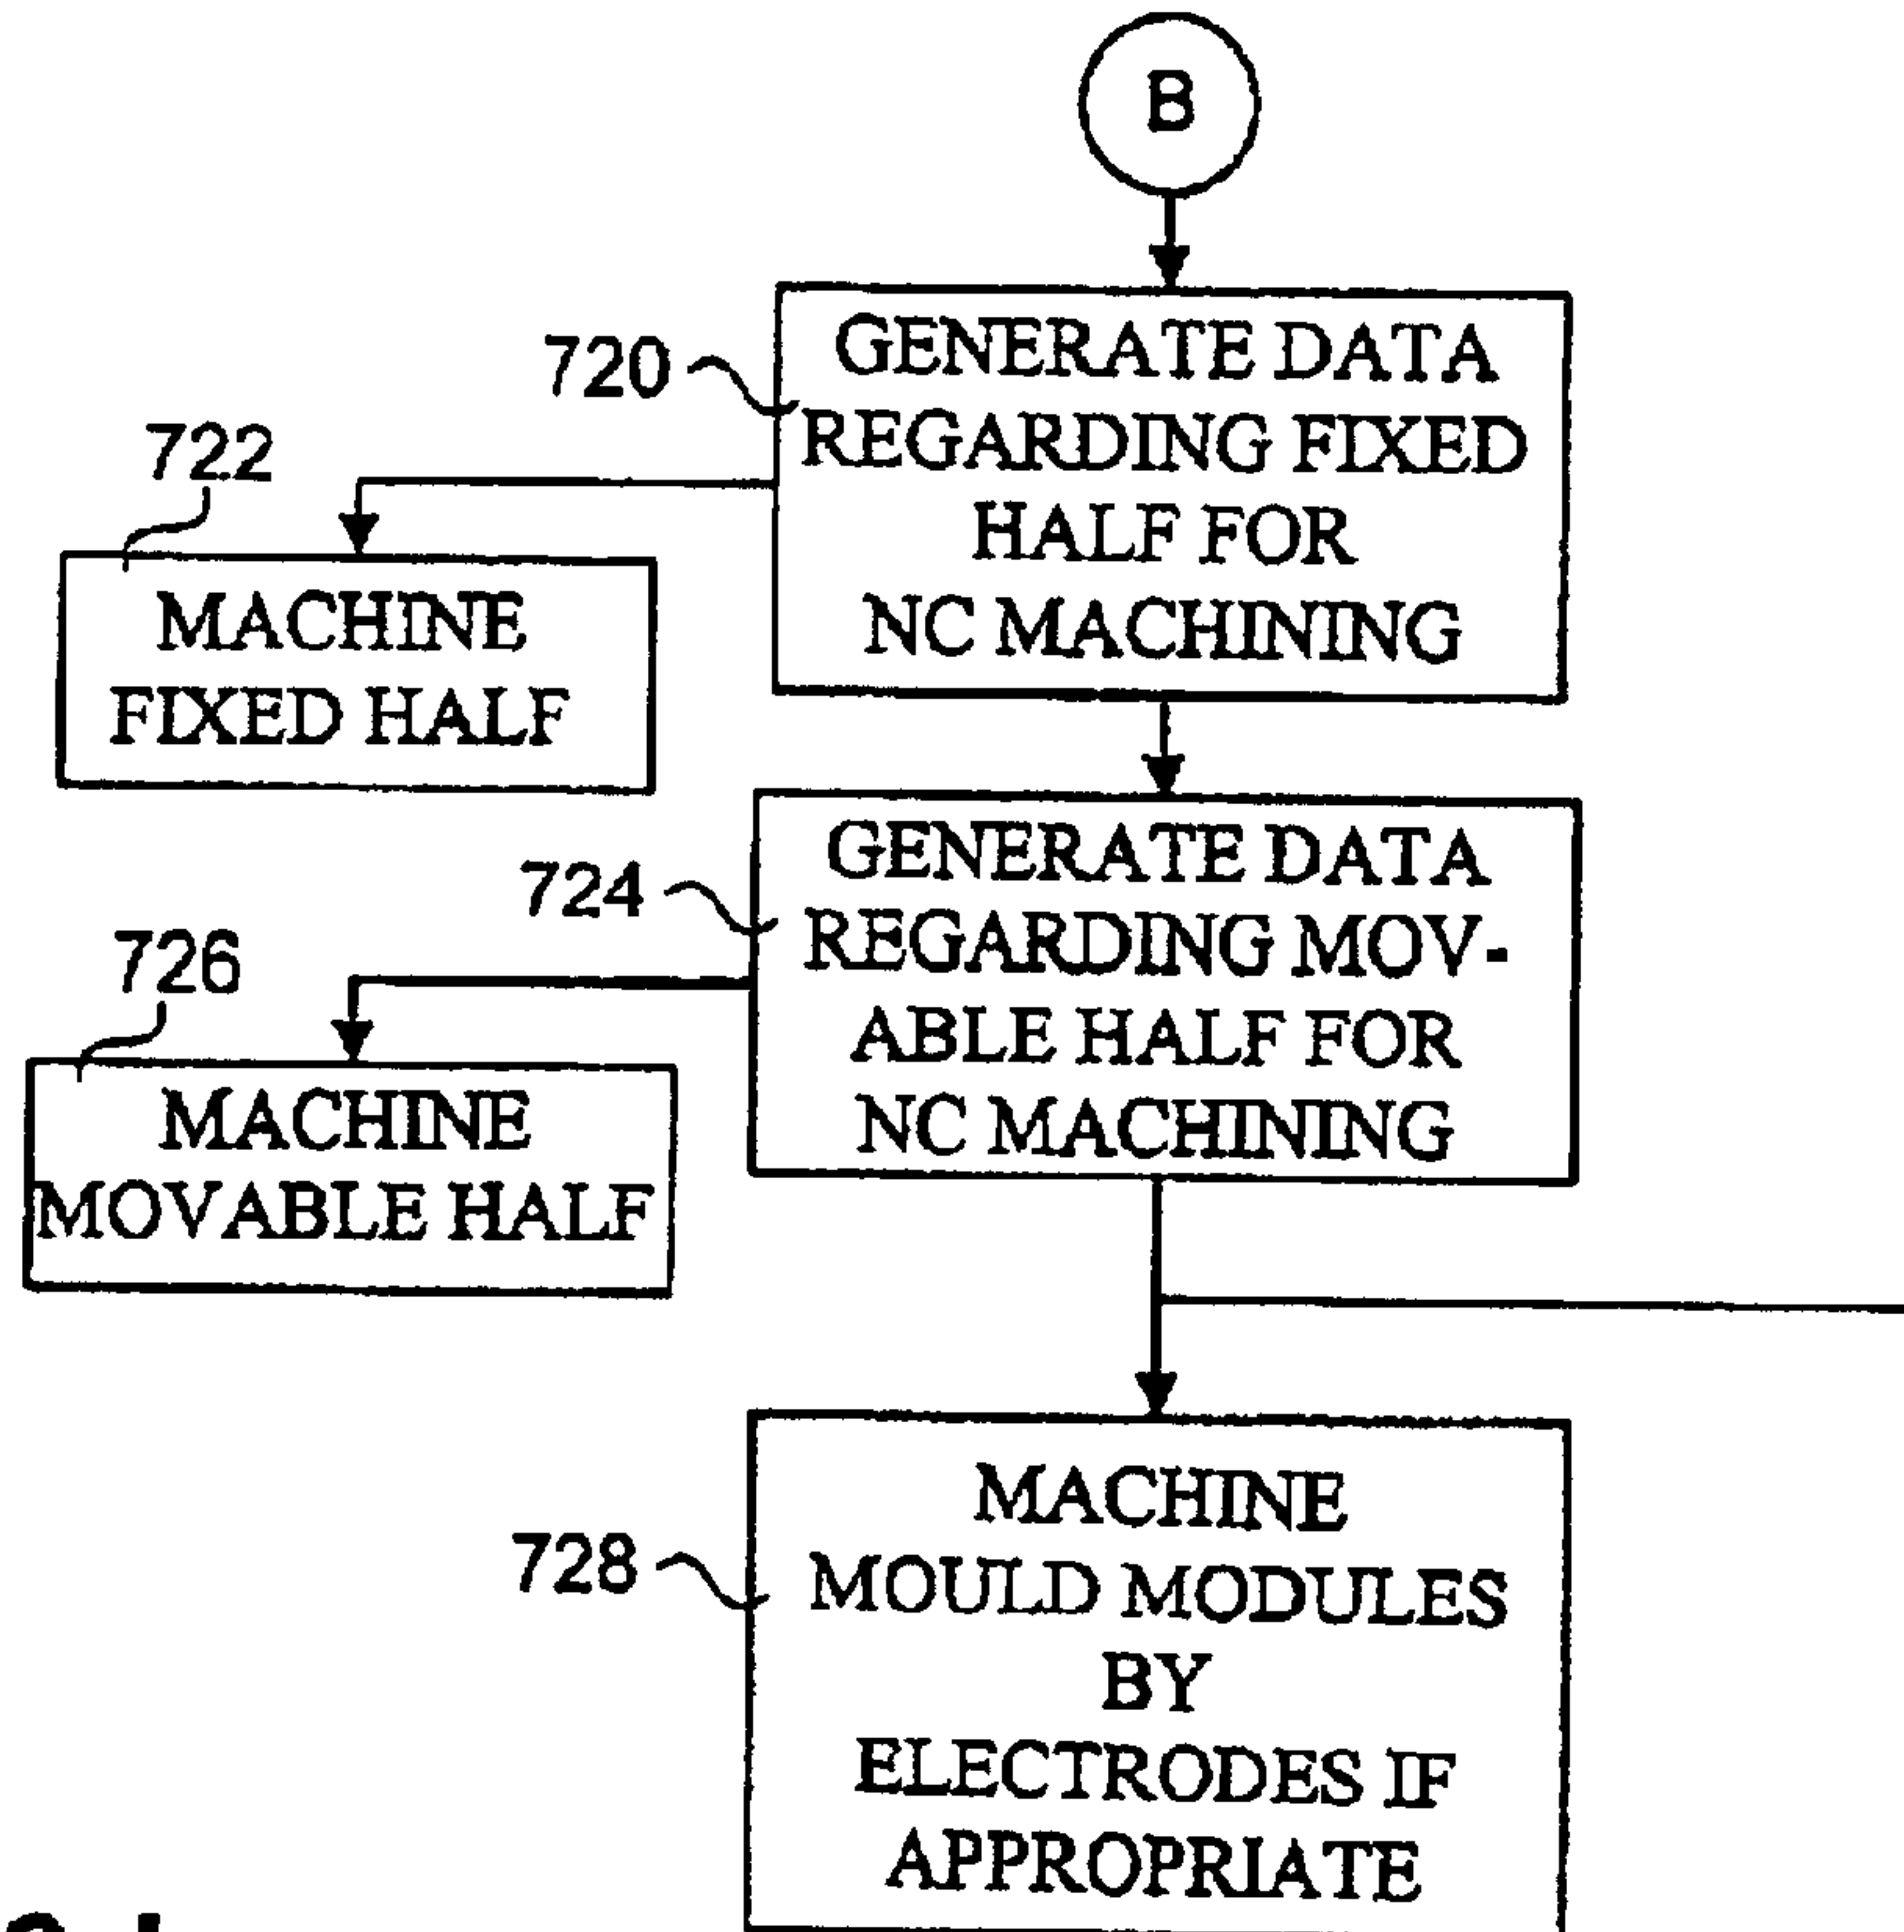 B
720
GENERATE DATA
REGARDING FIXED
HALF FOR
NC MACHINING
722
MACHINE
FIXED HALF
724
GENERATE DATA
REGARDING MOV-
ABLE HALF FOR
NC MACHINING
726
MACHINE
MOVABLE HALF
728
MACHINE
MOULD MODULES
BY
ELECTRODES IF
APPROPRIATE